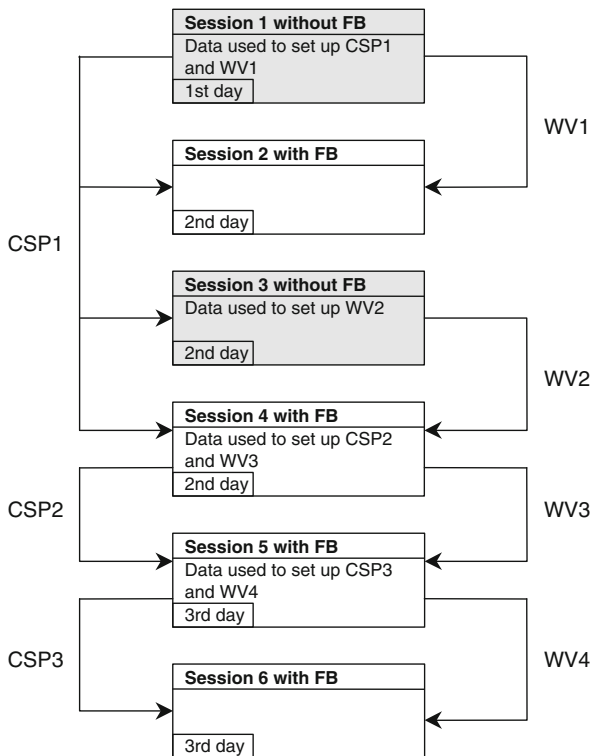 Session 1 without FB
Data used to set up CSP1
and WV1
1st day
WV1
Session 2 with FB
2nd day
CSP1
Session 3 without FB
Data used to set up WV2
2nd day
WV2
Session 4 with FB
Data used to set up CSP2
and WV3
2nd day
CSP2
WV3
Session 5 with FB
Data used to set up CSP3
and WV4
3rd day
CSP3
WV4
Session 6 with FB
3rd day